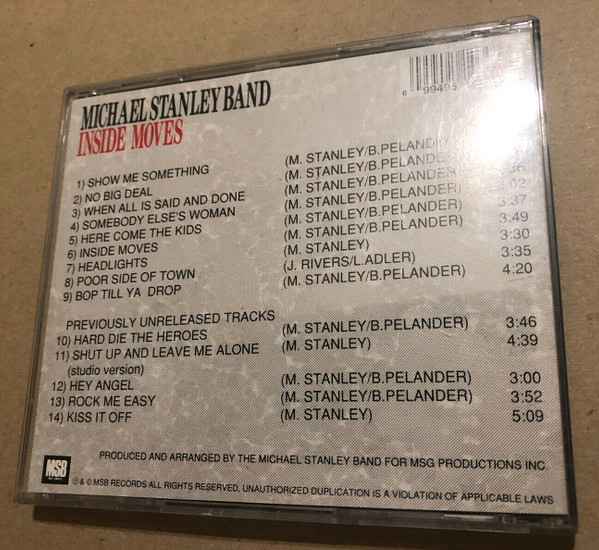 0 9949
MICHAEL STANLEY BAND
INSIDE MOVES
1) SHOW ME SOMETHING (M. STANLEY/B.PELANDER
2) NO BIG DEAL (M. STANLEY/B.PELANDER
3) WHEN ALL IS SAID AND DONE (M. STANLEY/B.PELANDER)
4) SOMEBODY ELSE'S WOMAN (M. STANLEY/B.PELANDER) :02
5) HERE COME THE KIDS (M. STANLEY/B.PELANDER) 3:37
6) INSIDE MOVES (M. STANLEY/B.PELANDER) 3:49
7) HEADLIGHTS (M. STANLEY) 3:30
8) POOR SIDE OF TOWN (J. RIVERS/L.ADLER) 3:35
9) BOP TILL YA DROP (M. STANLEY/B.PELANDER) 4:20
PREVIOUSLY UNRELEASED TRACKS
10) HARD DIE THE HEROES (M. STANLEY/B.PELANDER) 3:46
11) SHUT UP AND LEAVE ME ALONE (M. STANLEY) 4:39
(studio version)
12) HEY ANGEL (M. STANLEY/B.PELANDER) 3:00
13) ROCK ME EASY (M. STANLEY/B.PELANDER) 3:52
14) KISS IT OFF (M. STANLEY) 5:09
PRODUCED AND ARRANGED BY THE MICHAEL STANLEY BAND FOR MSG PRODUCTIONS INC.
MSB
℗ & © MSB RECORDS ALL RIGHTS RESERVED, UNAUTHORIZED DUPLICATION IS A VIOLATION OF APPLICABLE LAWS